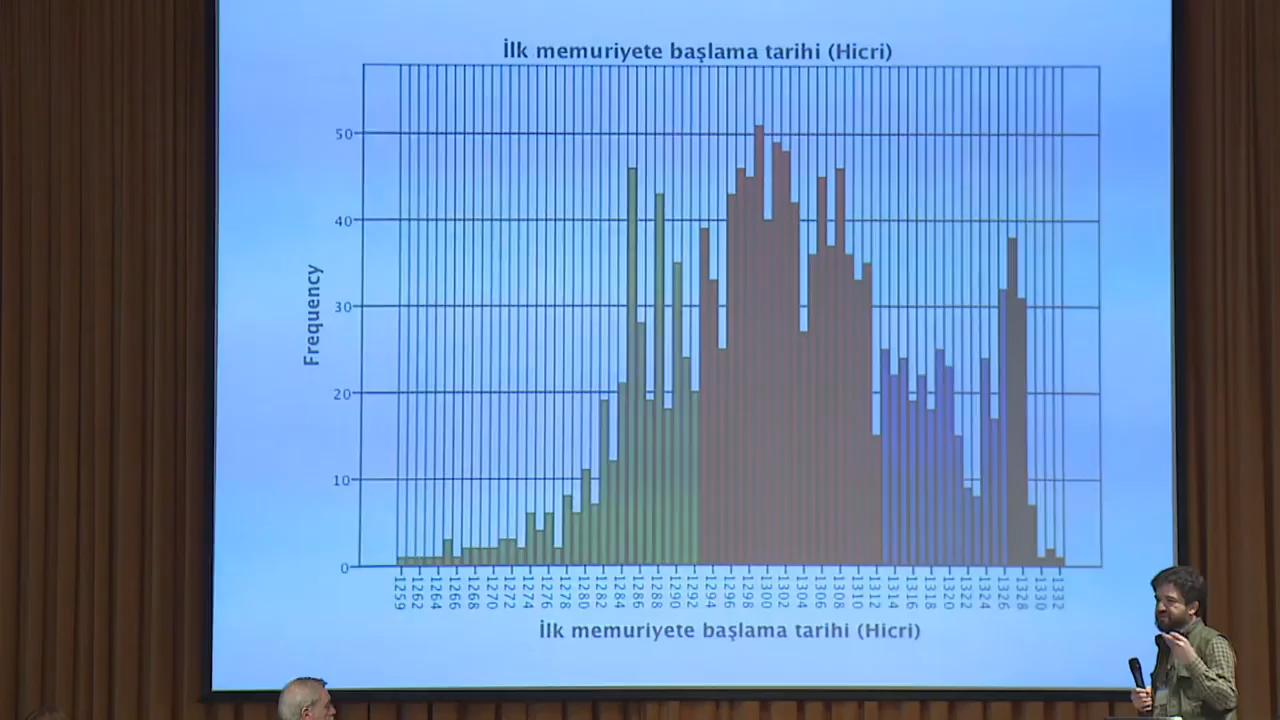 İlk memuriyete başlama tarihi (Hicri)
Frequency
50
40
30
20
10
0
1259 1262 1264 1266 1268 1270 1272 1274 1276 1278 1280 1282 1284 1286 1288 1290 1292 1294 1296 1298 1300 1302 1304 1306 1308 1310 1312 1314 1316 1318 1320 1322 1324 1326 1328 1330 1332
İlk memuriyete başlama tarihi (Hicri)